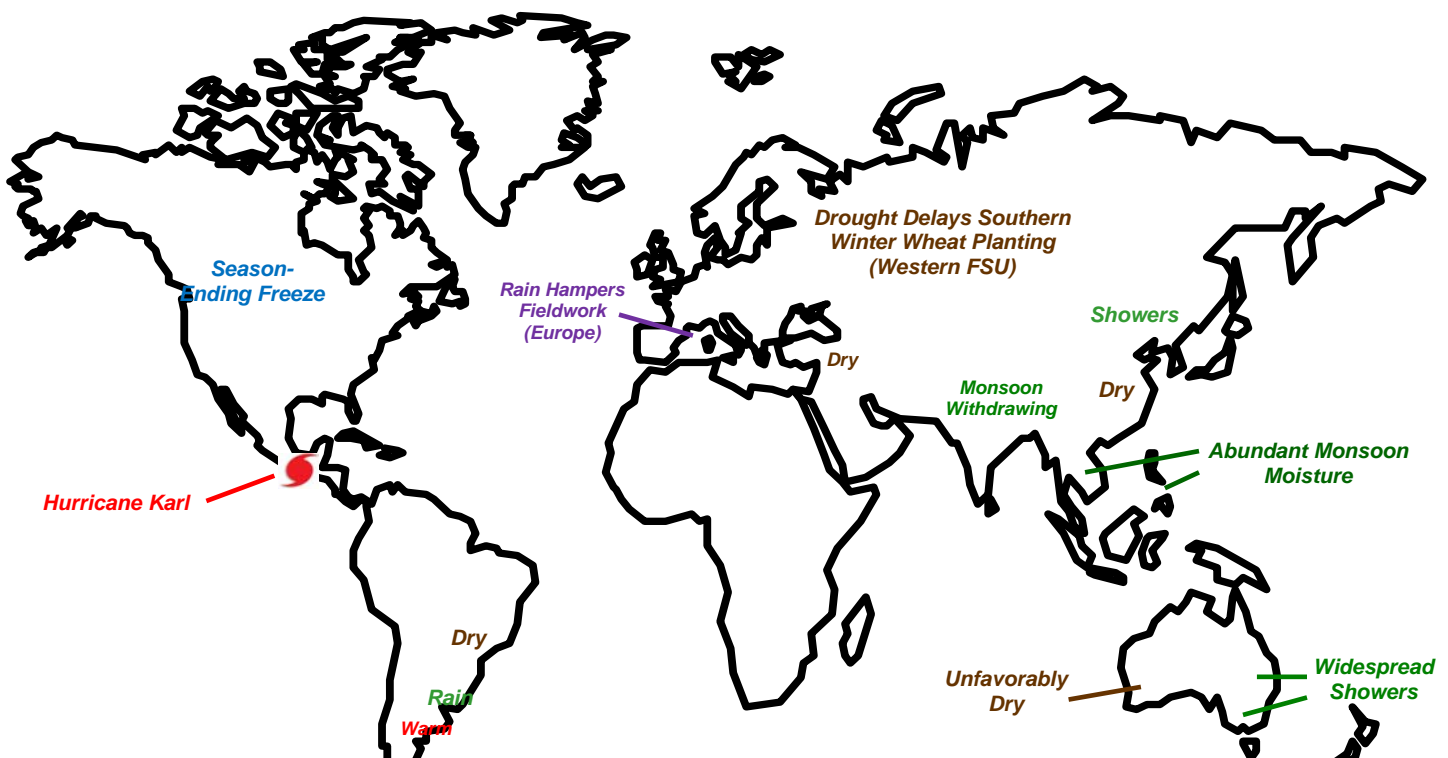 Drought Delays Southern
Winter Wheat Planting
(Western FSU)
Season-
Ending Freeze
Rain Hampers
Fieldwork
(Europe)
Showers
Dry
Monsoon
Withdrawing
Dry
Abundant Monsoon
Moisture
Hurricane Karl
Dry
Rain
Warm
Unfavorably
Dry
Widespread
Showers